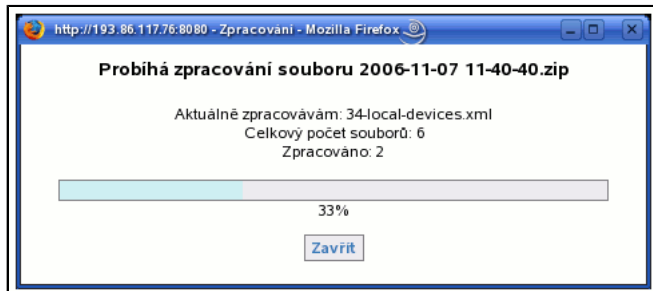 http://193.86.117.76:8080 - Zpracování - Mozilla Firefox
Probíhá zpracování souboru 2006-11-07 11-40-40.zip
Aktuálně zpracovávám: 34-local-devices.xml
Celkový počet souborů: 6
Zpracováno: 2
33%
Zavřít